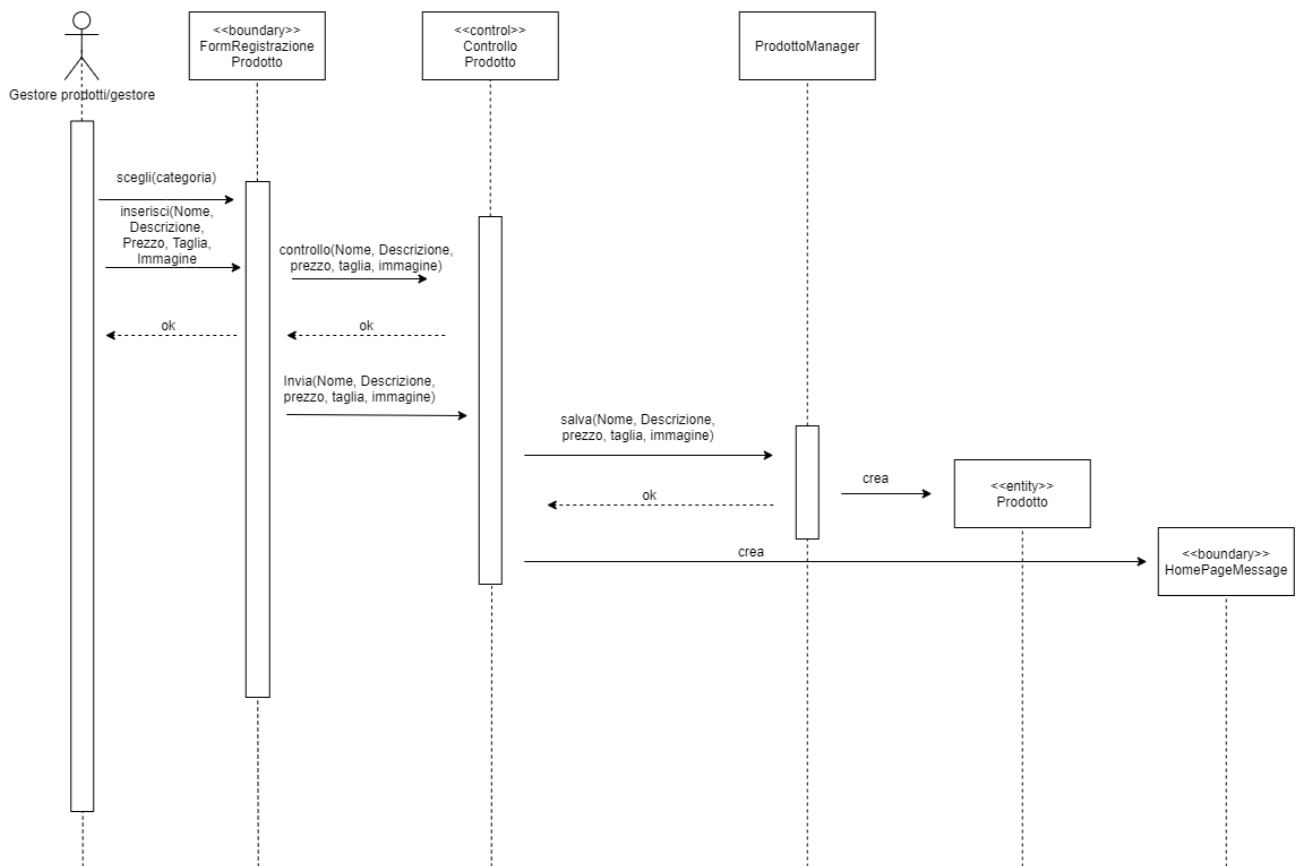 <<boundary>>
FormRegistrazione
Prodotto
<<control>>
Controllo
Prodotto
ProdottoManager
Gestore prodotti/gestore
scegli(categoria)
inserisci(Nome,
Descrizione,
Prezzo, Taglia,
Immagine
controllo(Nome, Descrizione,
prezzo, taglia, immagine)
ok
ok
Invia(Nome, Descrizione,
prezzo, taglia, immagine)
salva(Nome, Descrizione,
prezzo, taglia, immagine)
crea
<<entity>>
Prodotto
ok
crea
<<boundary>>
HomePageMessage